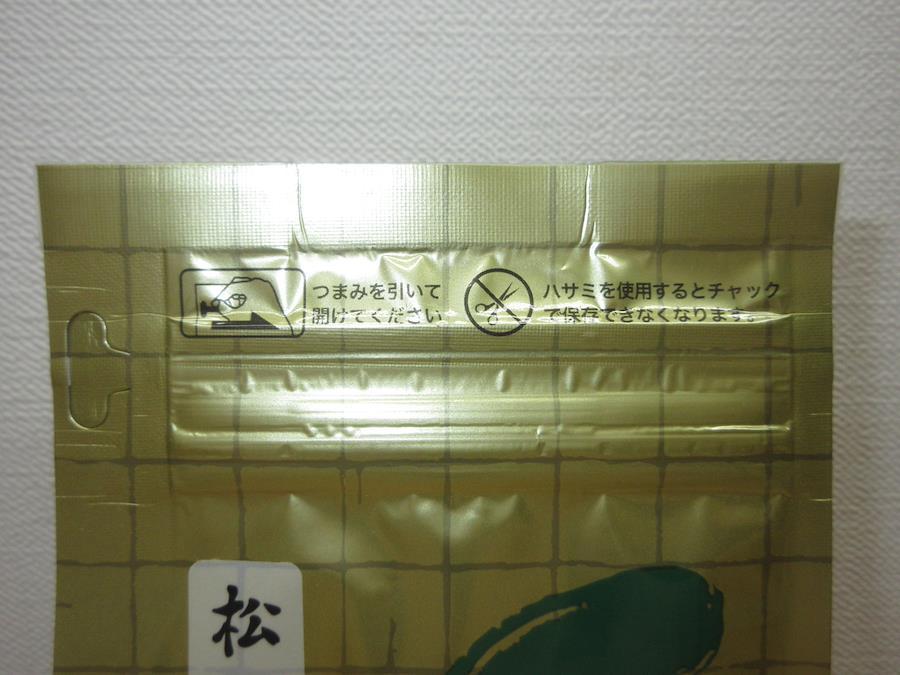 つまみを引いて
開けてください
ハサミを使用するとチャック
で保存できなくなります。
松